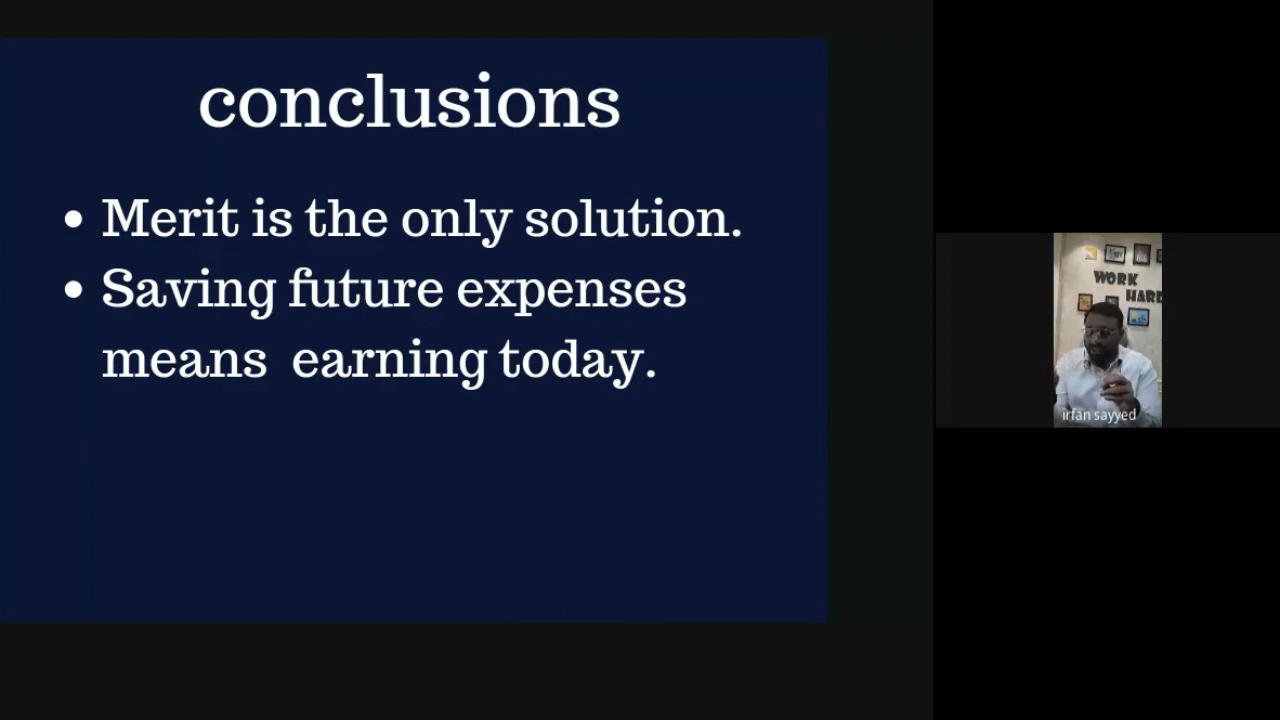 conclusions
• Merit is the only solution.
• Saving future expenses
means earning today.
WORK
HARD
irfan sayyed